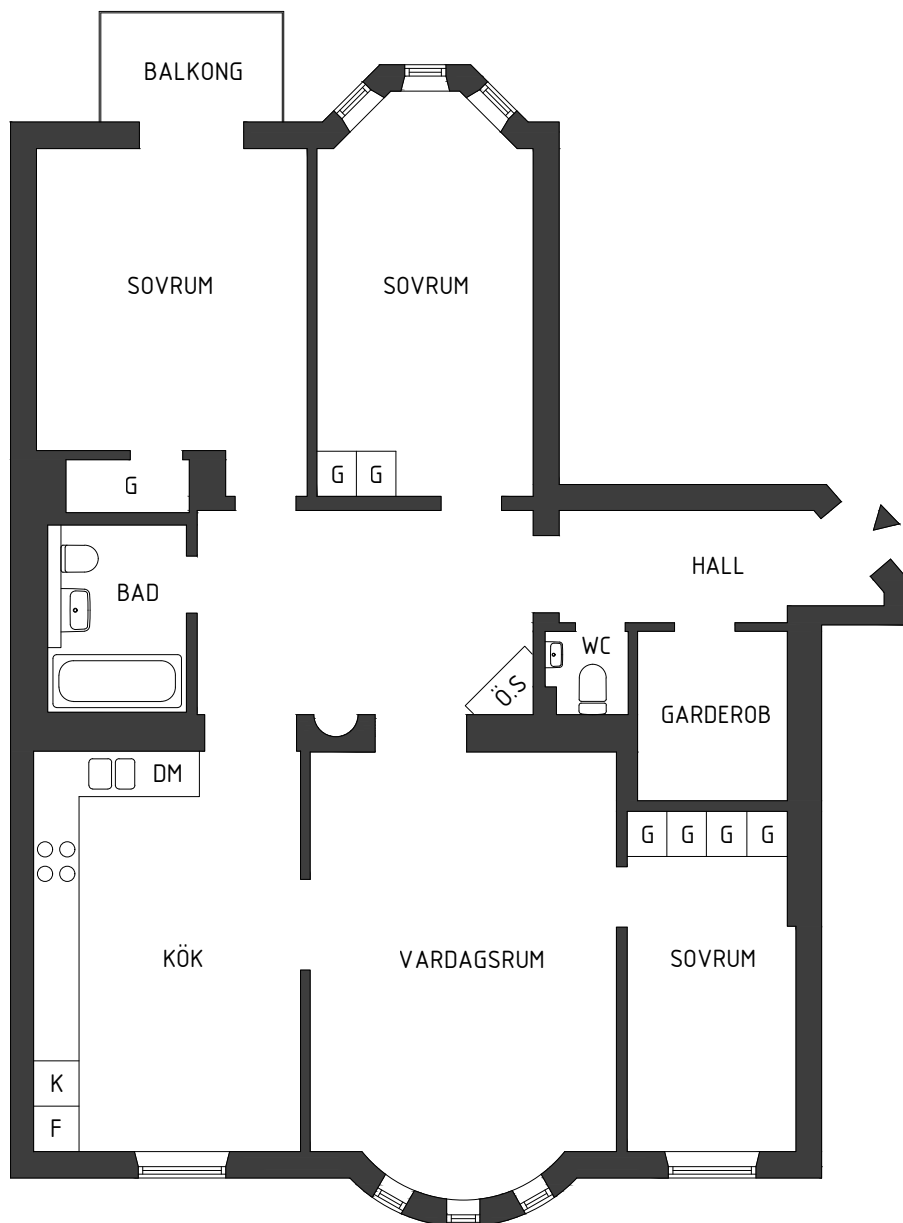 BALKONG
SOVRUM
SOVRUM
G
G
G
HALL
BAD
WC
Ö.S
GARDEROB
DM
G
G
G
G
KÖK
VARDAGSRUM
SOVRUM
K
F